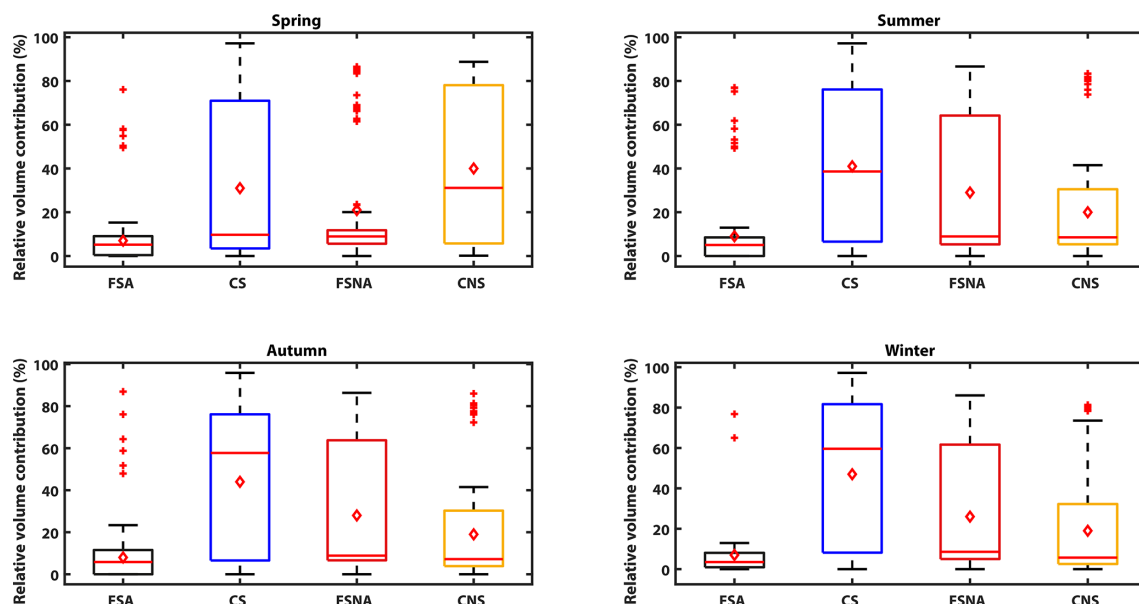 Spring
Relative volume contribution (%)
100
80
60
40
20
0
FSA CS FSNA CNS
Summer
Relative volume contribution (%)
100
80
60
40
20
0
FSA CS FSNA CNS
Autumn
Relative volume contribution (%)
100
80
60
40
20
0
FSA CS FSNA CNS
Winter
Relative volume contribution (%)
100
80
60
40
20
0
FSA CS FSNA CNS